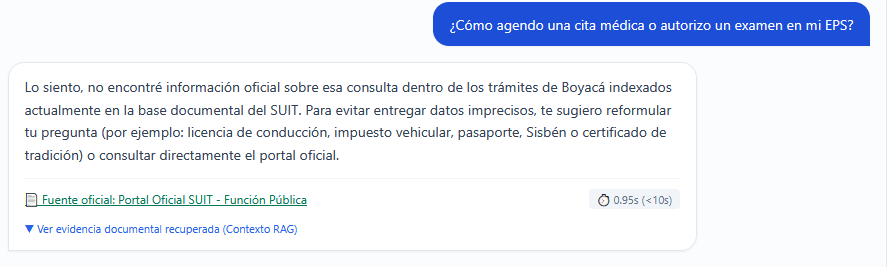 ¿Cómo agendo una cita médica o autorizo un examen en mi EPS?
Lo siento, no encontré información oficial sobre esa consulta dentro de los trámites de Boyacá indexados
actualmente en la base documental del SUIT. Para evitar entregar datos imprecisos, te sugiero reformular
tu pregunta (por ejemplo: licencia de conducción, impuesto vehicular, pasaporte, Sisbén o certificado de
tradición) o consultar directamente el portal oficial.
Fuente oficial: Portal Oficial SUIT - Función Pública
0.95s (<10s)
▼ Ver evidencia documental recuperada (Contexto RAG)